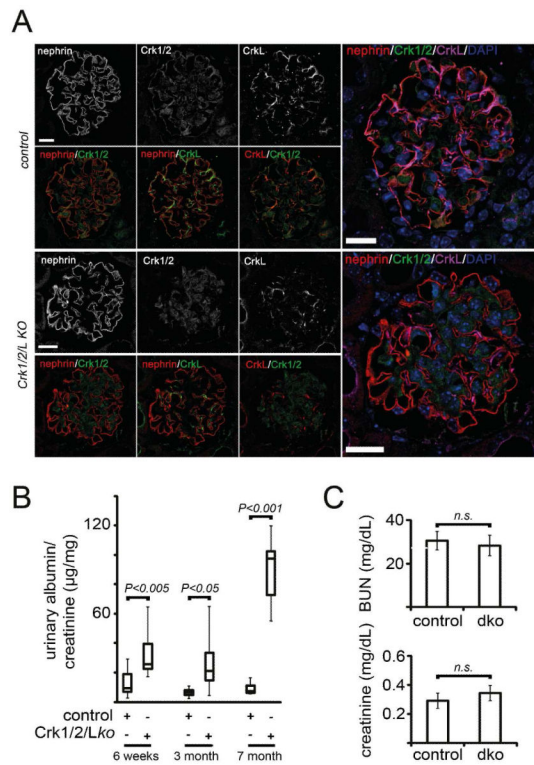 A
nephrin Crk1/2 CrkL nephrin/Crk1/2/CrkL/DAPI
control
nephrin/Crk1/2 nephrin/CrkL CrkL/Crk1/2
nephrin Crk1/2 CrkL nephrin/Crk1/2/CrkL/DAPI
Crk1/2/L KO
nephrin/Crk1/2 nephrin/CrkL CrkL/Crk1/2
B
urinary albumin/
creatinine (µg/mg)
120
60
P<0.005 P<0.05 P<0.001
control + - + - + -
Crk1/2/Lko - + - + - +
6 weeks 3 month 7 month
C
BUN (mg/dL)
40
20
0
n.s.
control dko
creatinine (mg/dL)
0.6
0.4
0.2
0
n.s.
control dko